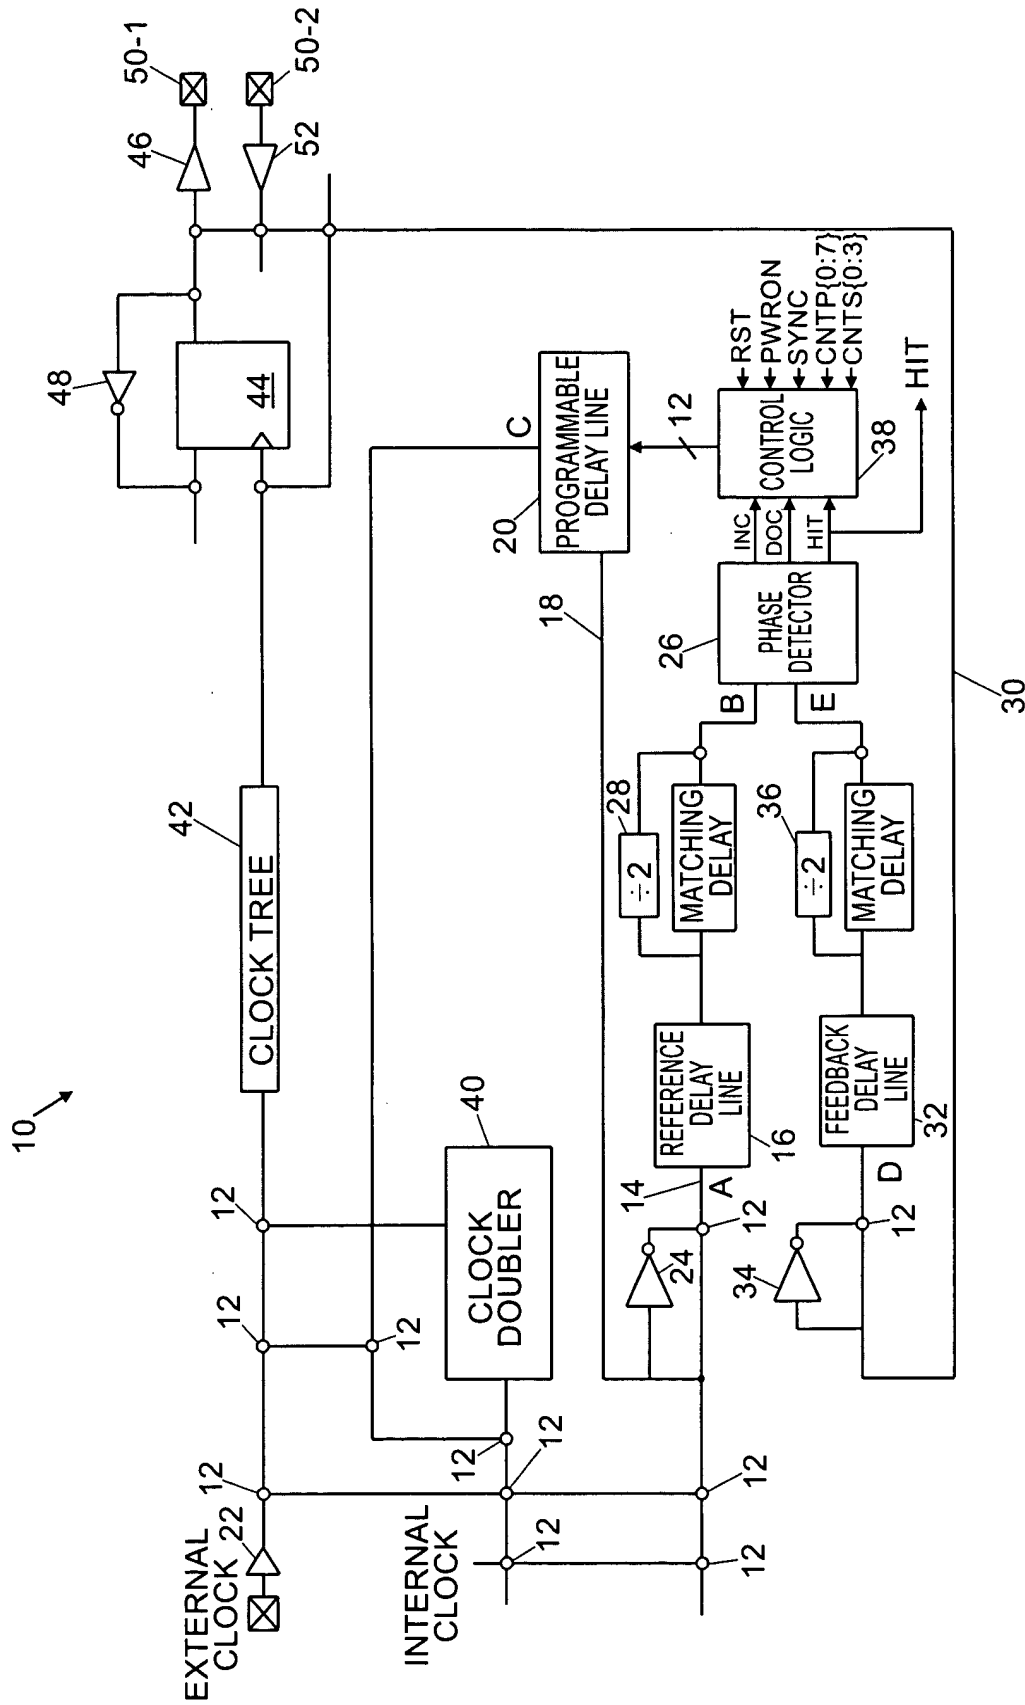 10
EXTERNAL
CLOCK
22
12
12
12
CLOCK TREE
42
48
44
46
50-1
50-2
52
INTERNAL
CLOCK
12
12
12
12
CLOCK
DOUBLER
40
C
20
PROGRAMMABLE
DELAY LINE
18
12
12
12
24
14
A
12
REFERENCE
DELAY
LINE
16
÷2
28
MATCHING
DELAY
B
26
PHASE
DETECTOR
INC
DOC
HIT
CONTROL
LOGIC
38
12
RST
PWRON
SYNC
CNTP{0:7}
CNTS{0:3}
HIT
34
12
D
FEEDBACK
DELAY
LINE
32
÷2
36
MATCHING
DELAY
E
30